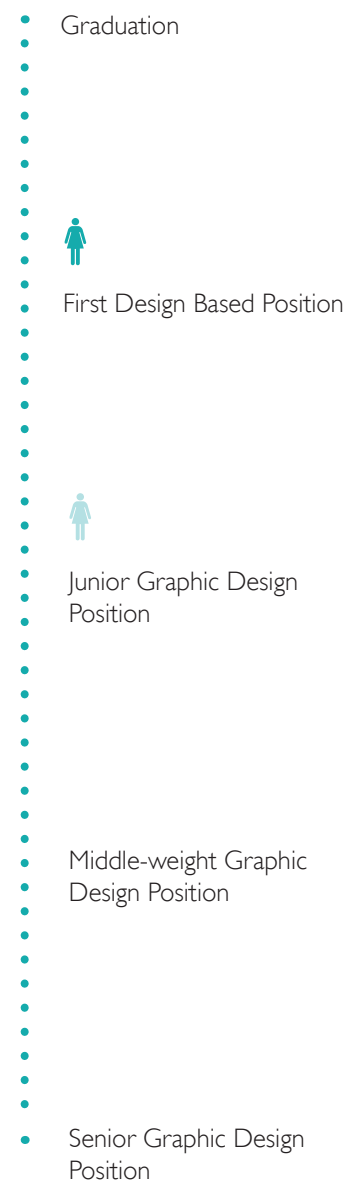 Graduation
First Design Based Position
Junior Graphic Design
Position
Middle-weight Graphic
Design Position
Senior Graphic Design
Position